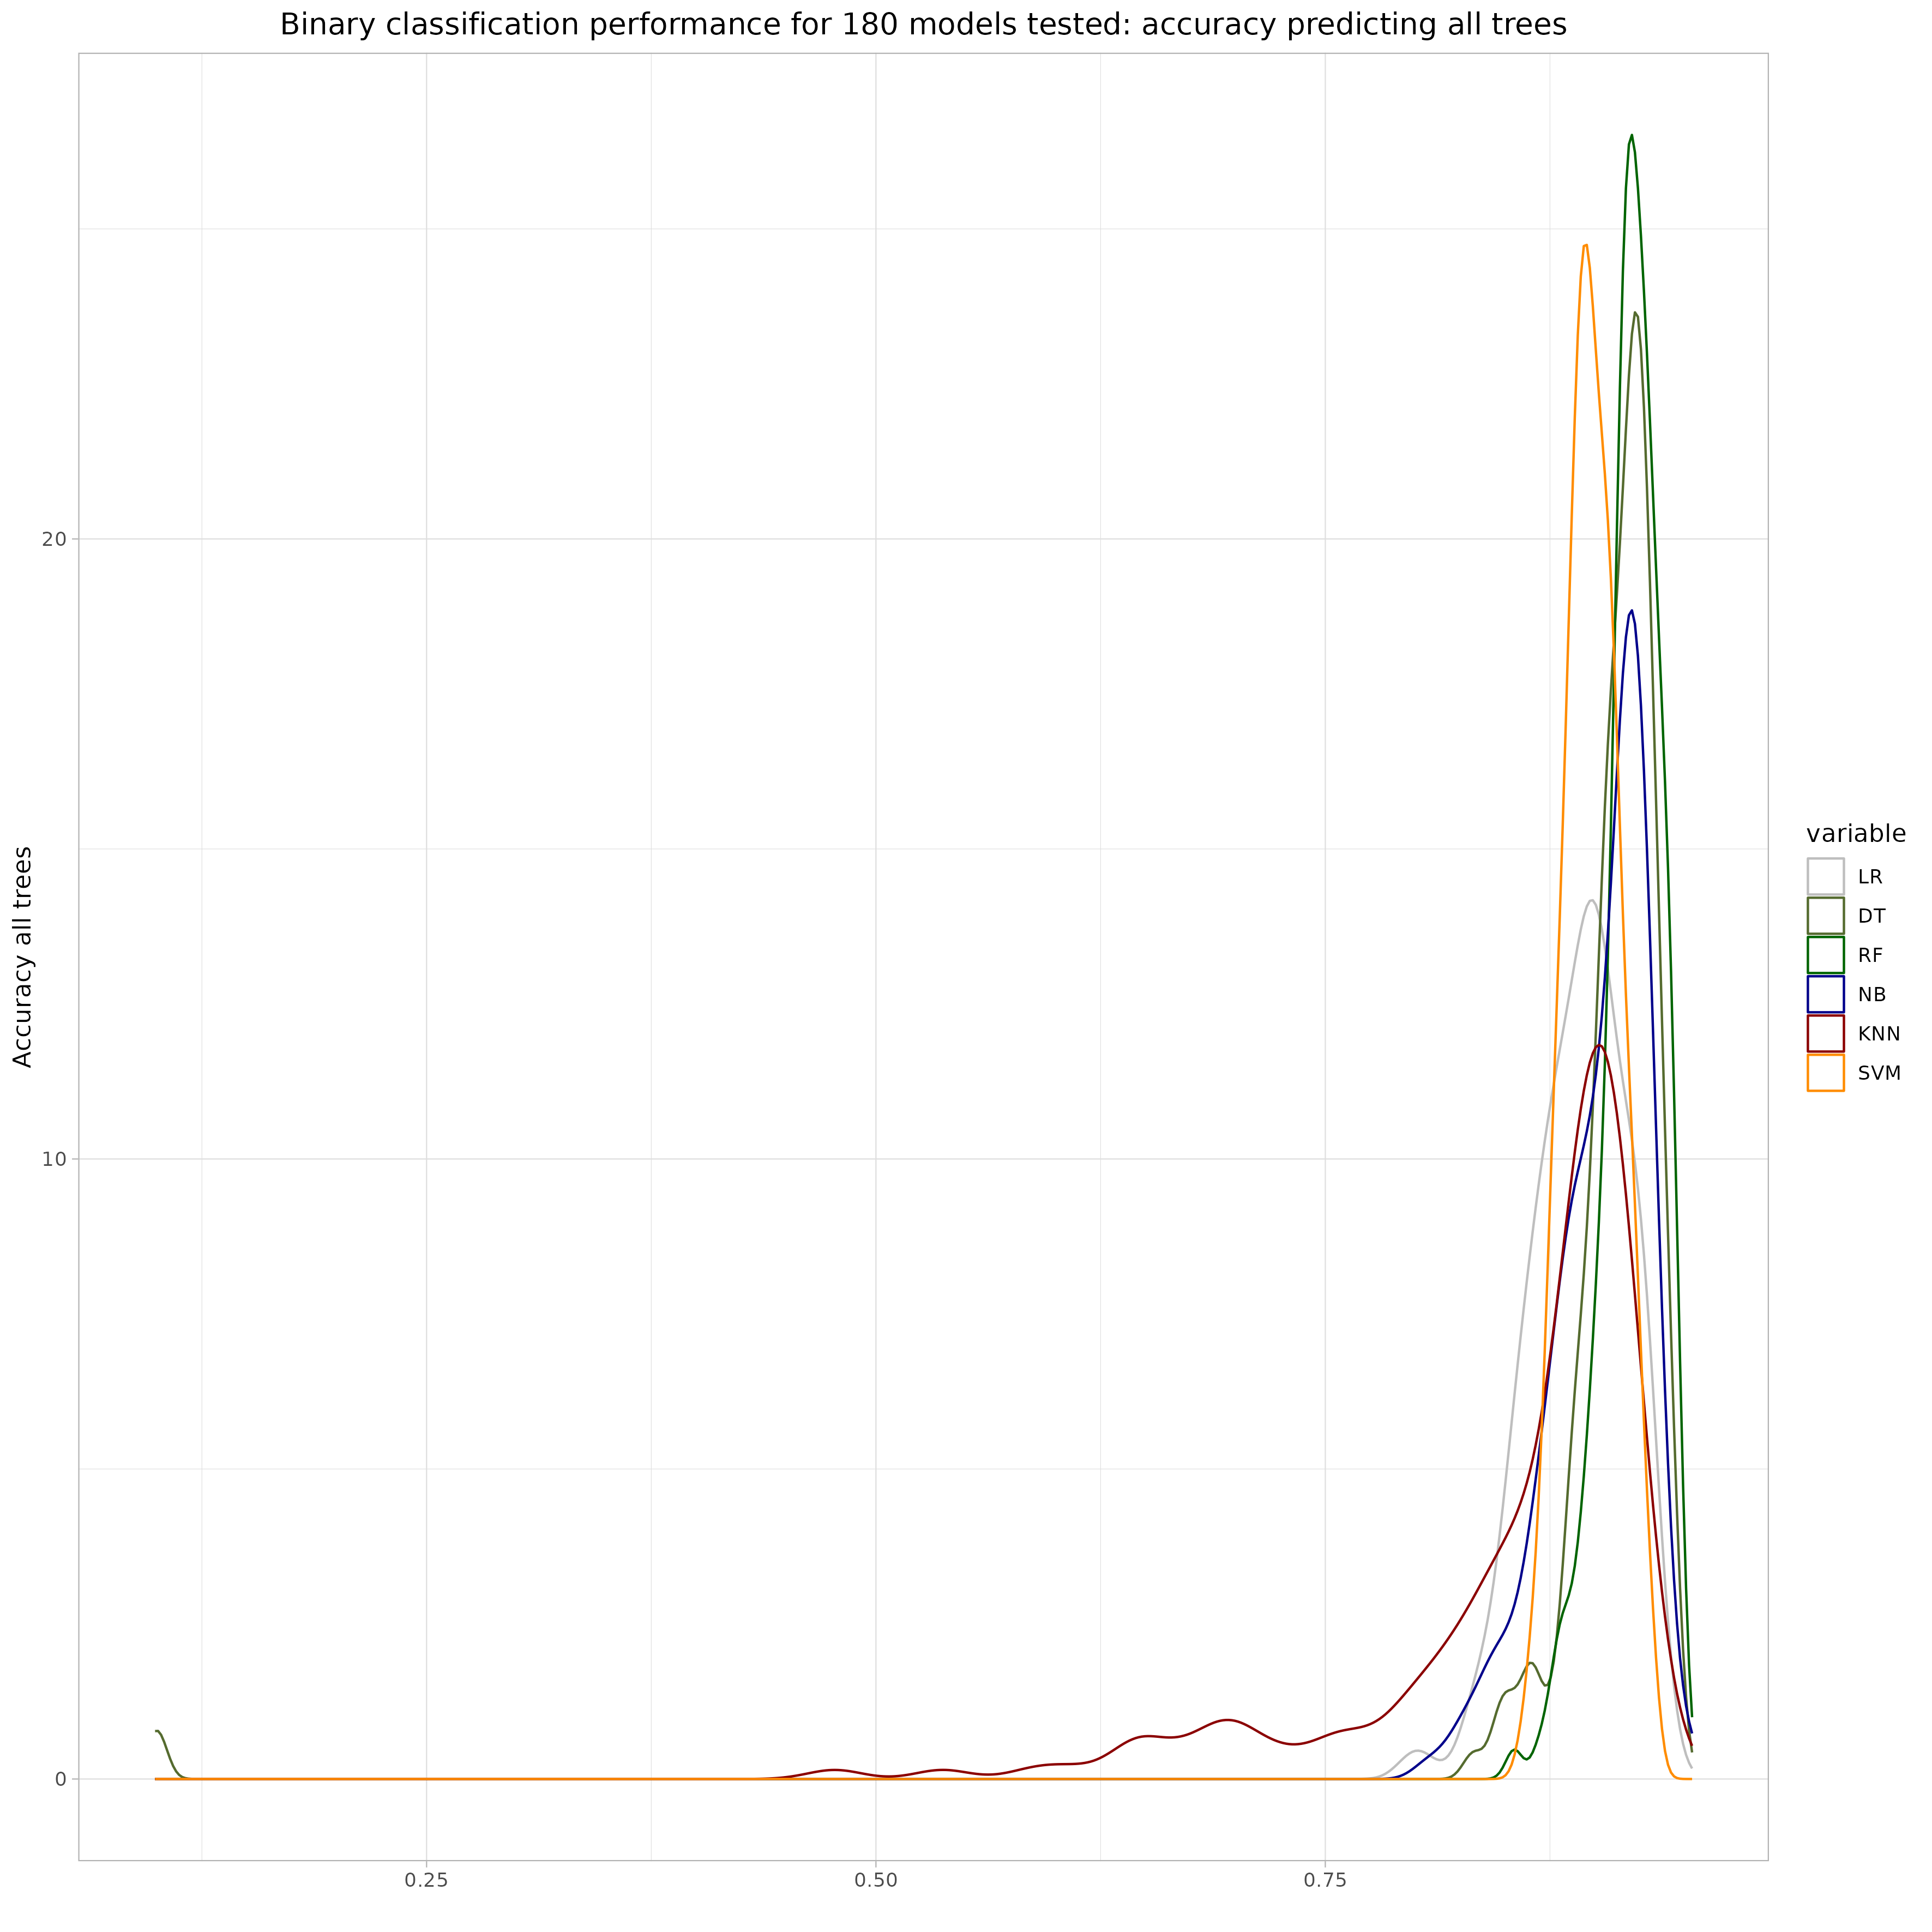 Binary classification performance for 180 models tested: accuracy predicting all trees
Accuracy all trees
20
10
0
0.25
0.50
0.75
variable
LR
DT
RF
NB
KNN
SVM